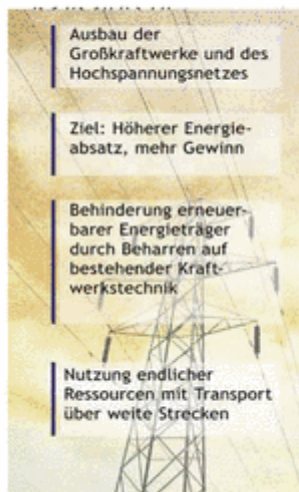 Ausbau der
Großkraftwerke und des
Hochspannungsnetzes
Ziel: Höherer Energie-
absatz, mehr Gewinn
Behinderung erneuer-
barer Energieträger
durch Beharren auf
bestehender Kraft-
werkstechnik
Nutzung endlicher
Ressourcen mit Transport
über weite Strecken